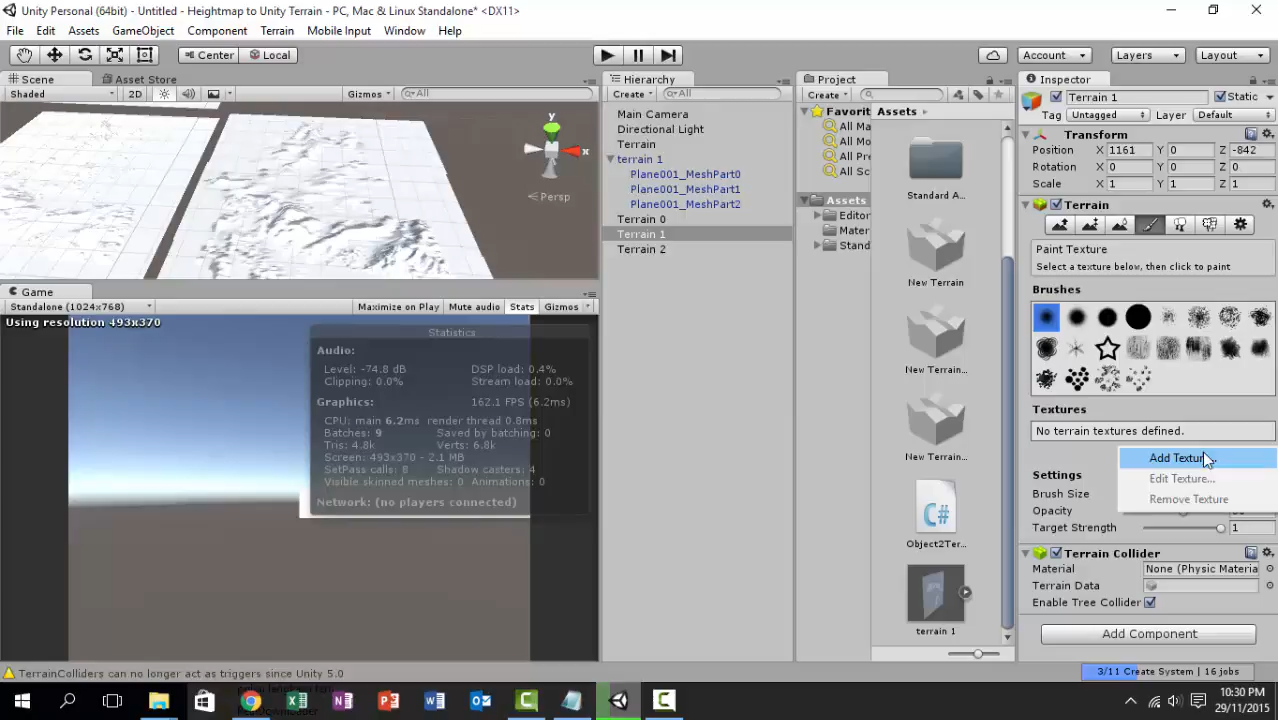 Unity Personal (64bit) - Untitled - Heightmap to Unity Terrain - PC, Mac & Linux Standalone* <DX11>
File Edit Assets GameObject Component Terrain Mobile Input Window Help
Center Local Account Layers Layout
Scene Asset Store
Shaded 2D Gizmos All
y
x
Persp
Game
Standalone (1024x768) Maximize on Play Mute audio Stats Gizmos
Using resolution 493x370
Statistics
Audio:
Level: -74.8 dB DSP load: 0.4%
Clipping: 0.0% Stream load: 0.0%
Graphics: 162.1 FPS (6.2ms)
CPU: main 6.2ms render thread 0.8ms
Batches: 9 Saved by batching: 0
Tris: 4.8k Verts: 6.8k
Screen: 493x370 - 2.1 MB
SetPass calls: 8 Shadow casters: 4
Visible skinned meshes: 0 Animations: 0
Network: (no players connected)
Hierarchy
Create All
Main Camera
Directional Light
Terrain
terrain 1
Plane001_MeshPart0
Plane001_MeshPart1
Plane001_MeshPart2
Terrain 0
Terrain 1
Terrain 2
Project
Create
Favorit
All Ma
All Mo
All Pre
All Sc
Assets
Editor
Mater
Stand
Assets
Standard A...
New Terrain
New Terrain...
New Terrain...
C#
Object2Ter...
terrain 1
Inspector
Terrain 1 Static
Tag Untagged Layer Default
Transform
Position X 1161 Y 0 Z -842
Rotation X 0 Y 0 Z 0
Scale X 1 Y 1 Z 1
Terrain
Paint Texture
Select a texture below, then click to paint
Brushes
Textures
No terrain textures defined.
Add Textur...
Edit Texture...
Remove Texture
Settings
Brush Size
Opacity
Target Strength 1
Terrain Collider
Material None (Physic Materia
Terrain Data
Enable Tree Collider
Add Component
TerrainColliders can no longer act as triggers since Unity 5.0
3/11 Create System | 16 jobs
10:30 PM
29/11/2015